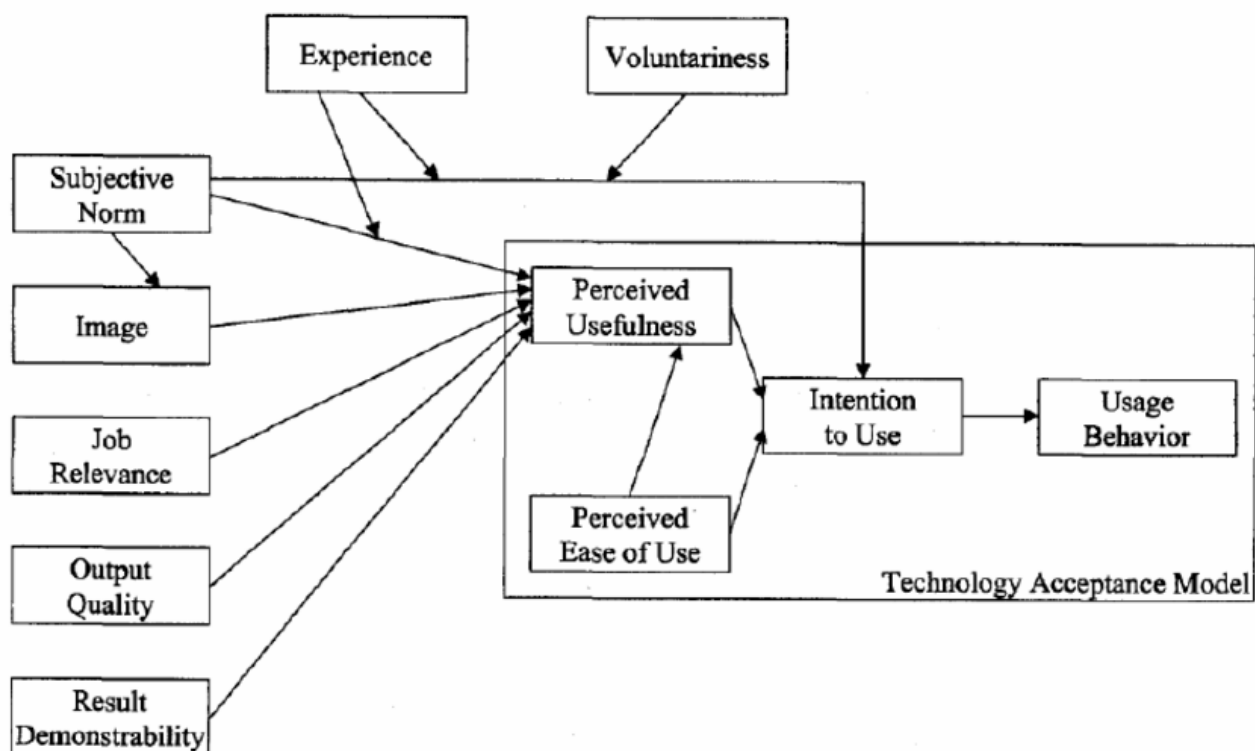 Experience
Voluntariness
Subjective
Norm
Image
Job
Relevance
Output
Quality
Result
Demonstrability
Perceived
Usefulness
Perceived
Ease of Use
Intention
to Use
Usage
Behavior
Technology Acceptance Model